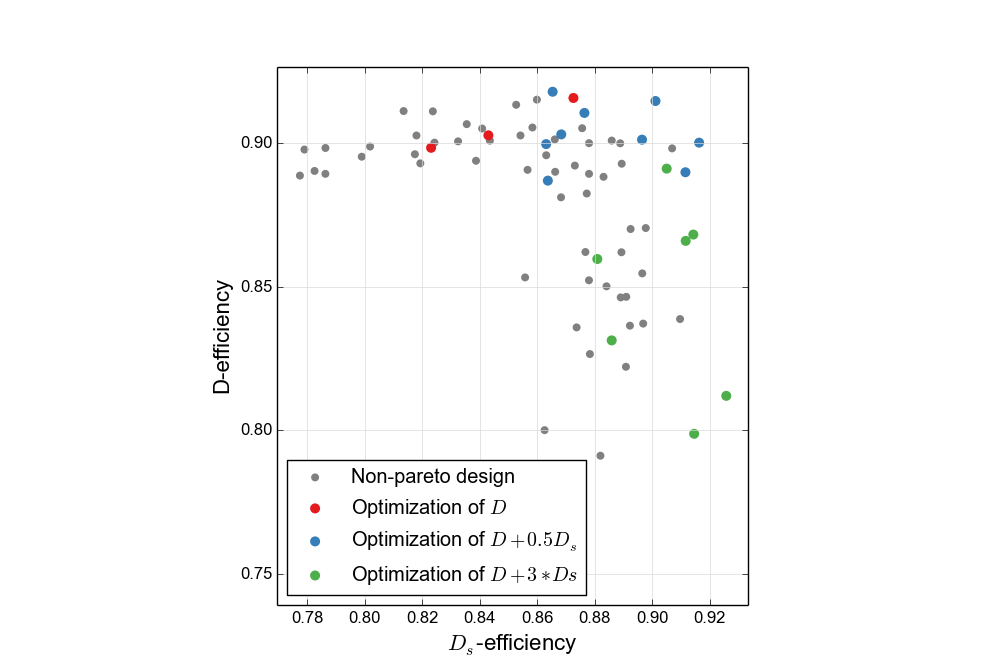 D-efficiency
0.90
0.85
0.80
0.75
Non-pareto design
Optimization of D
Optimization of D + 0.5D_s
Optimization of D + 3 * Ds
0.78 0.80 0.82 0.84 0.86 0.88 0.90 0.92
D_s-efficiency